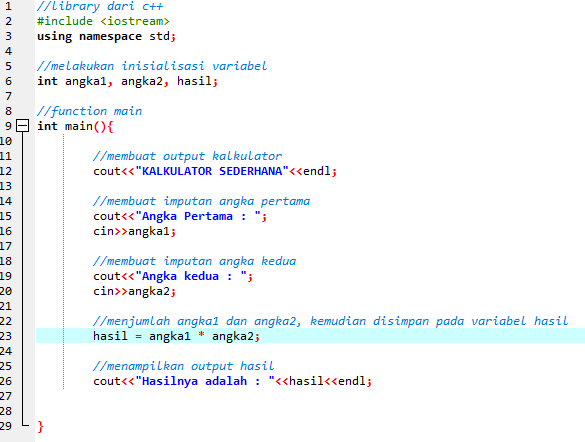 1 //library dari c++
2 #include <iostream>
3 using namespace std;
4
5 //melakukan inisialisasi variabel
6 int angka1, angka2, hasil;
7
8 //function main
9 int main(){
10
11 //membuat output kalkulator
12 cout<<"KALKULATOR SEDERHANA"<<endl;
13
14 //membuat imputan angka pertama
15 cout<<"Angka Pertama : ";
16 cin>>angka1;
17
18 //membuat imputan angka kedua
19 cout<<"Angka kedua : ";
20 cin>>angka2;
21
22 //menjumlah angka1 dan angka2, kemudian disimpan pada variabel hasil
23 hasil = angka1 * angka2;
24
25 //menampilkan output hasil
26 cout<<"Hasilnya adalah : "<<hasil<<endl;
27
28
29 }